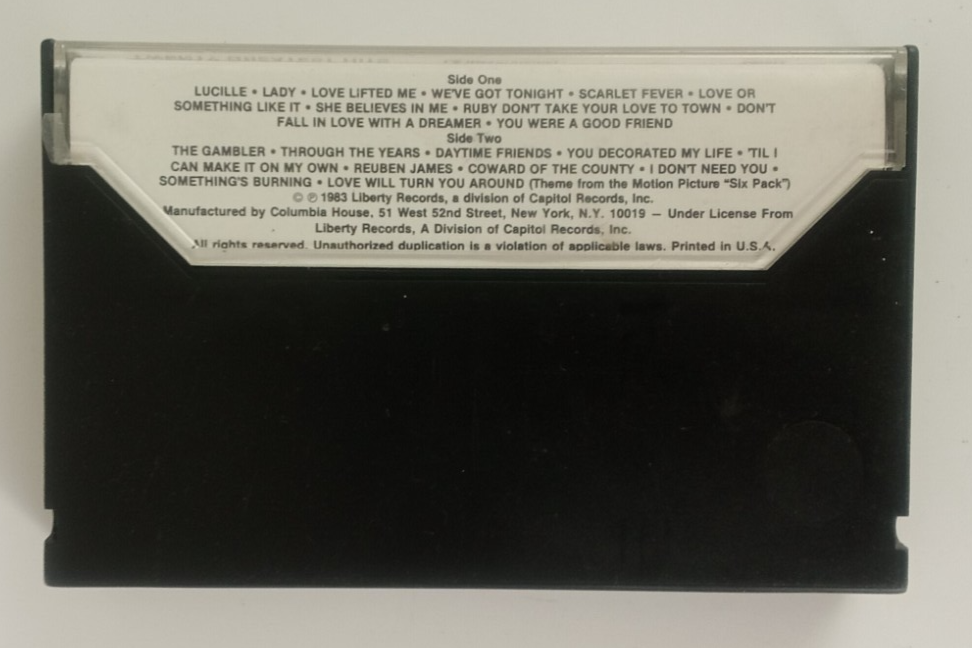 Side One
LUCILLE • LADY • LOVE LIFTED ME • WE'VE GOT TONIGHT • SCARLET FEVER • LOVE OR
SOMETHING LIKE IT • SHE BELIEVES IN ME • RUBY DON'T TAKE YOUR LOVE TO TOWN • DON'T
FALL IN LOVE WITH A DREAMER • YOU WERE A GOOD FRIEND
Side Two
THE GAMBLER • THROUGH THE YEARS • DAYTIME FRIENDS • YOU DECORATED MY LIFE • 'TIL I
CAN MAKE IT ON MY OWN • REUBEN JAMES • COWARD OF THE COUNTY • I DON'T NEED YOU •
SOMETHING'S BURNING • LOVE WILL TURN YOU AROUND (Theme from the Motion Picture "Six Pack")
© ℗ 1983 Liberty Records, a division of Capitol Records, Inc.
Manufactured by Columbia House, 51 West 52nd Street, New York, N.Y. 10019 — Under License From
Liberty Records, A Division of Capitol Records, Inc.
All rights reserved. Unauthorized duplication is a violation of applicable laws. Printed in U.S.A.